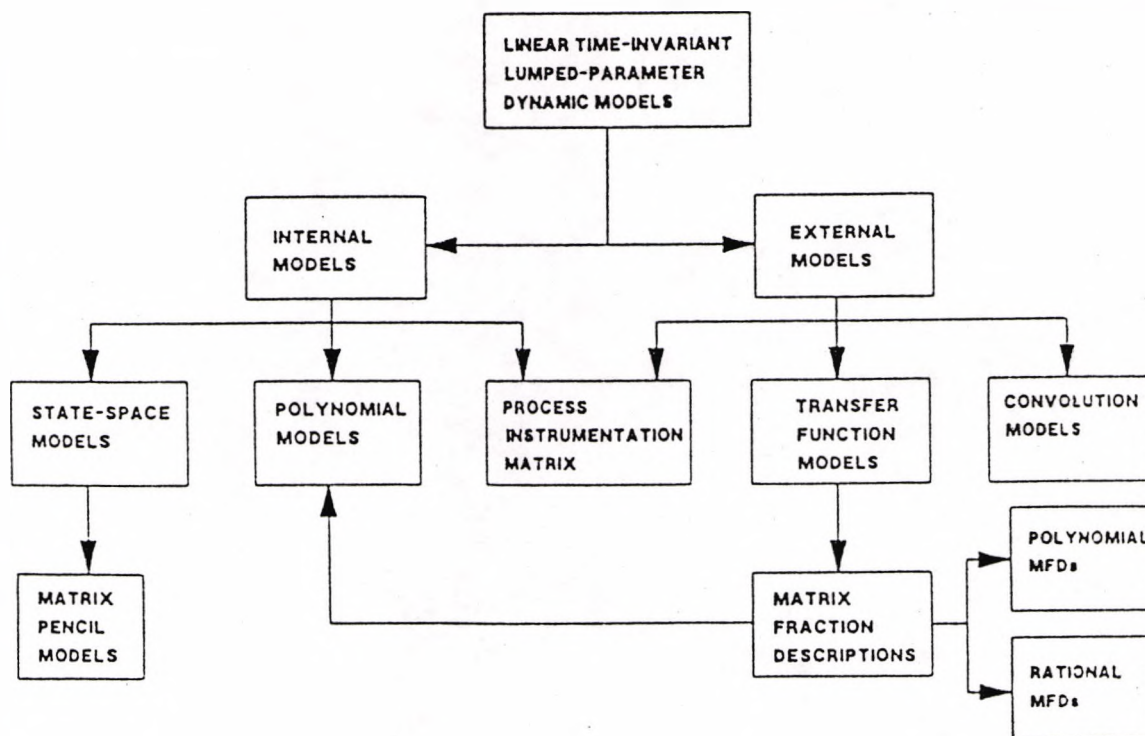 LINEAR TIME-INVARIANT
LUMPED-PARAMETER
DYNAMIC MODELS
INTERNAL
MODELS
EXTERNAL
MODELS
STATE-SPACE
MODELS
POLYNOMIAL
MODELS
PROCESS
INSTRUMENTATION
MATRIX
TRANSFER
FUNCTION
MODELS
CONVOLUTION
MODELS
MATRIX
PENCIL
MODELS
MATRIX
FRACTION
DESCRIPTIONS
POLYNOMIAL
MFDs
RATIONAL
MFDs